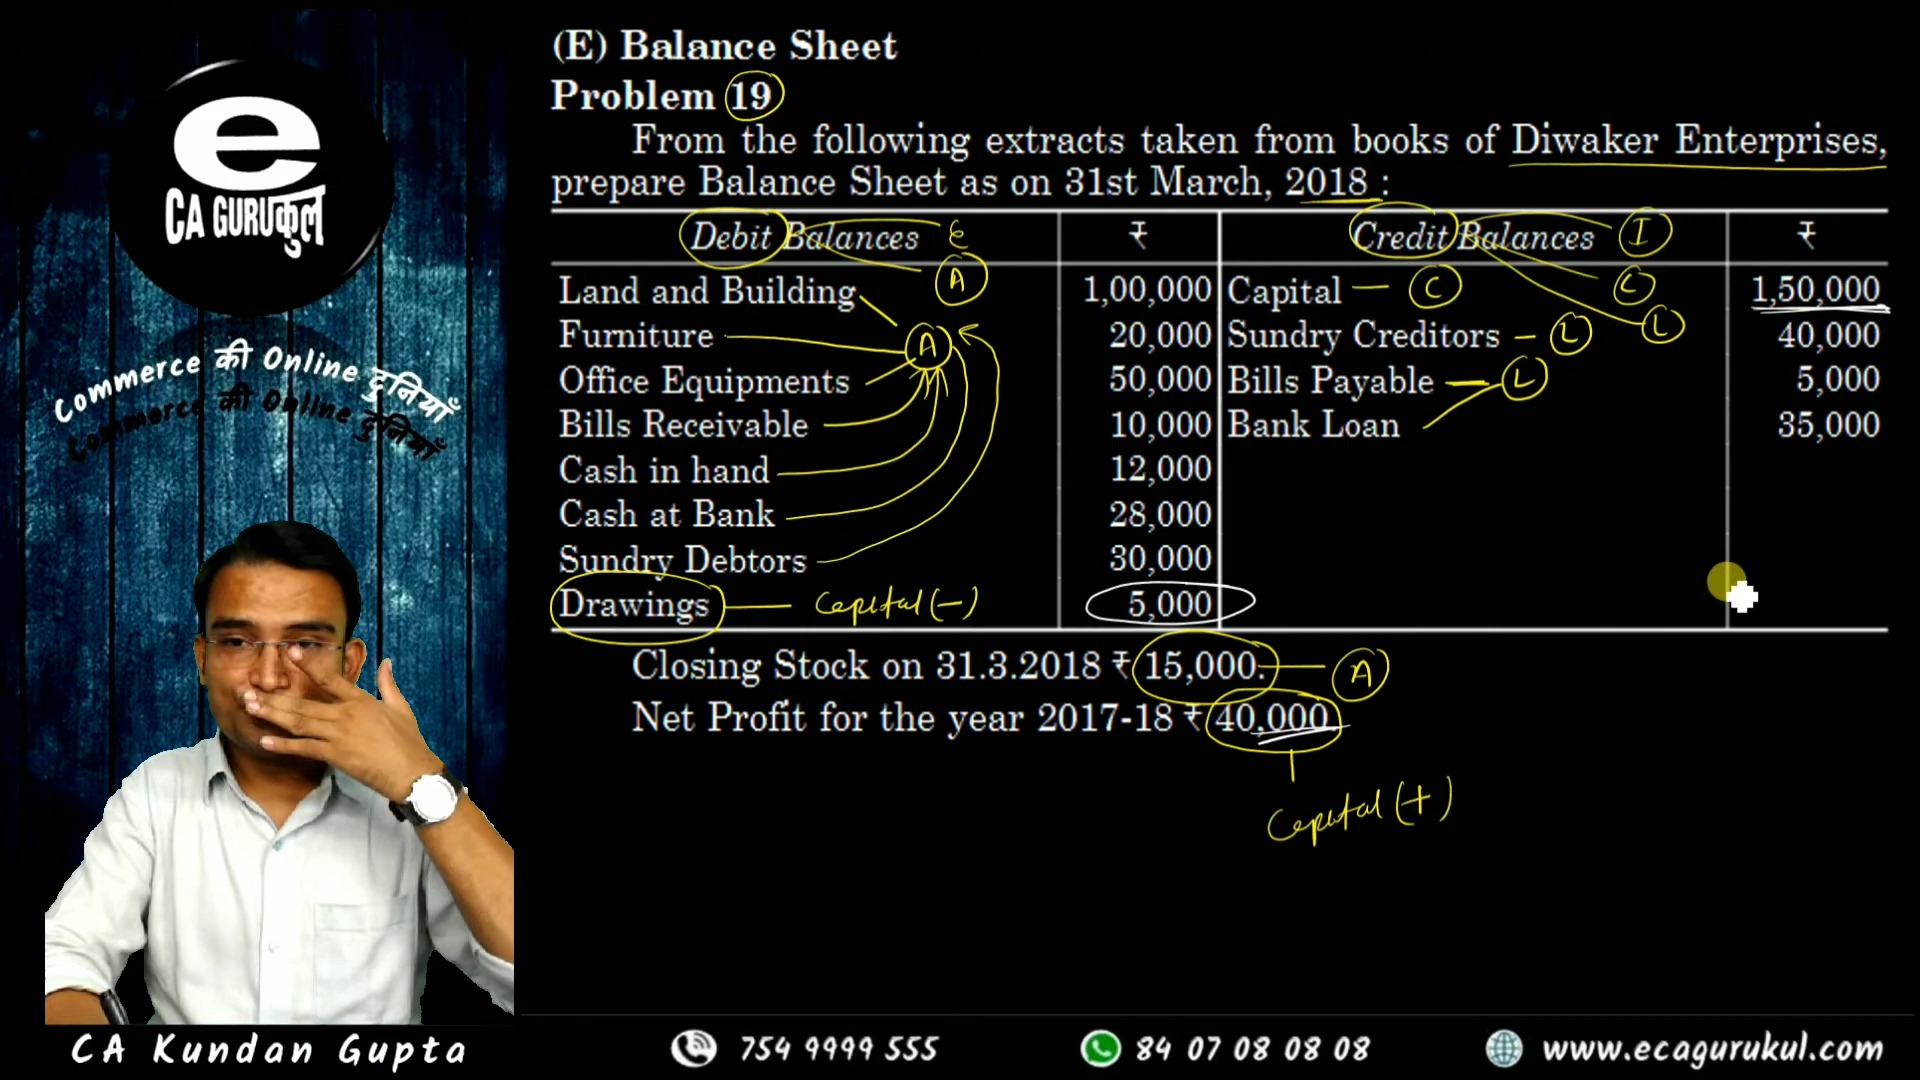 e
CA GURUकुल
Commerce की Online दुनियाँ
Commerce की Online दुनियाँ
(E) Balance Sheet
Problem 19
From the following extracts taken from books of Diwaker Enterprises,
prepare Balance Sheet as on 31st March, 2018 :
Debit Balances E ₹ Credit Balances I ₹
A
Land and Building 1,00,000 Capital — C C 1,50,000
Furniture A 20,000 Sundry Creditors – L L 40,000
Office Equipments 50,000 Bills Payable — L 5,000
Bills Receivable 10,000 Bank Loan 35,000
Cash in hand 12,000
Cash at Bank 28,000
Sundry Debtors 30,000
Drawings — Capital (–) 5,000
Closing Stock on 31.3.2018 ₹ 15,000. — A
Net Profit for the year 2017-18 ₹ 40,000.
Capital (+)
CA Kundan Gupta 754 9999 555 84 07 08 08 08 www.ecagurukul.com